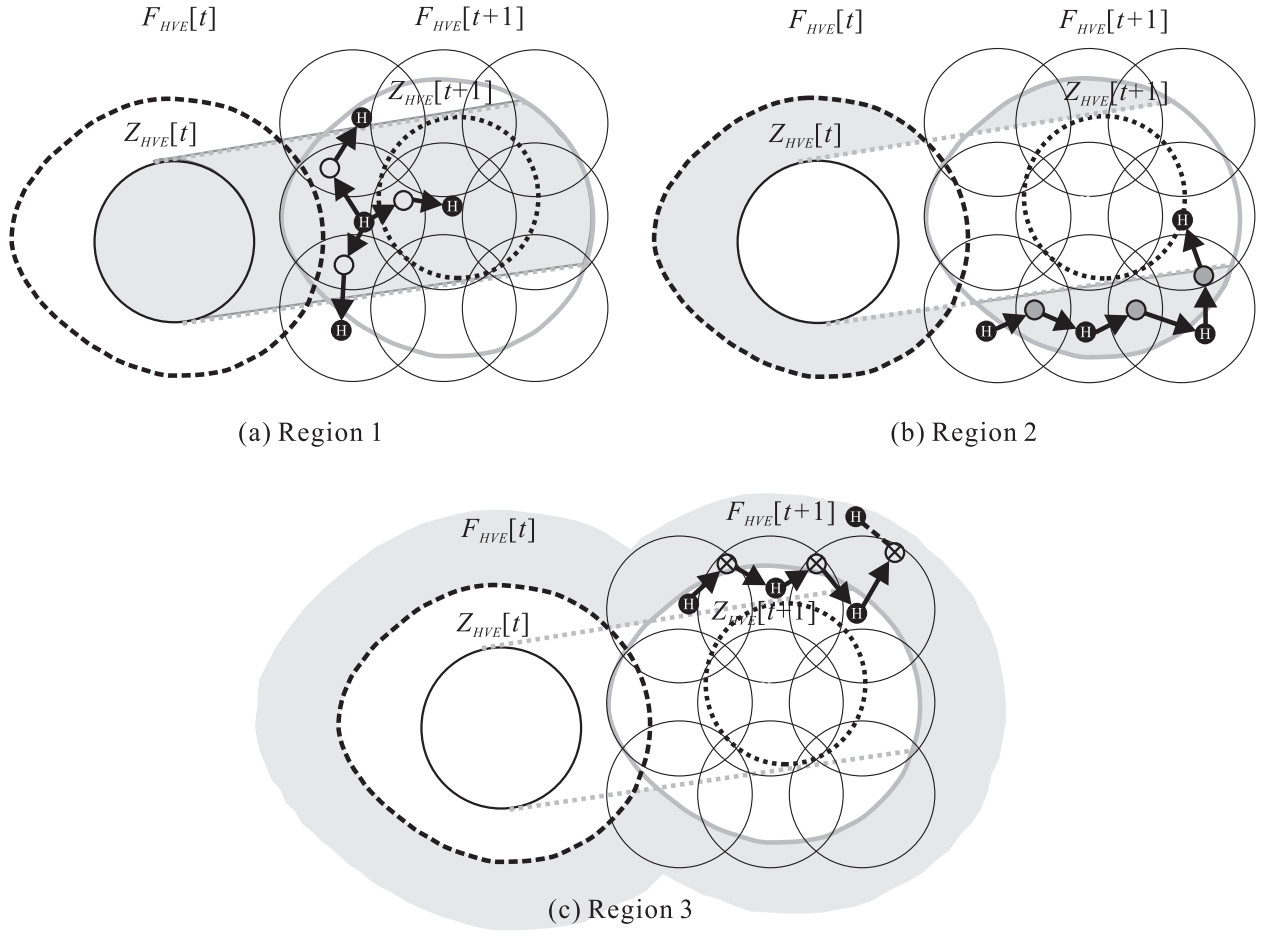 F_HVE[t]
F_HVE[t+1]
Z_HVE[t]
Z_HVE[t+1]
H
H
H
H
(a) Region 1
F_HVE[t]
F_HVE[t+1]
Z_HVE[t]
Z_HVE[t+1]
H
H
H
H
(b) Region 2
F_HVE[t]
F_HVE[t+1]
H
H
H
H
Z_HVE[t]
Z_HVE[t+1]
(c) Region 3